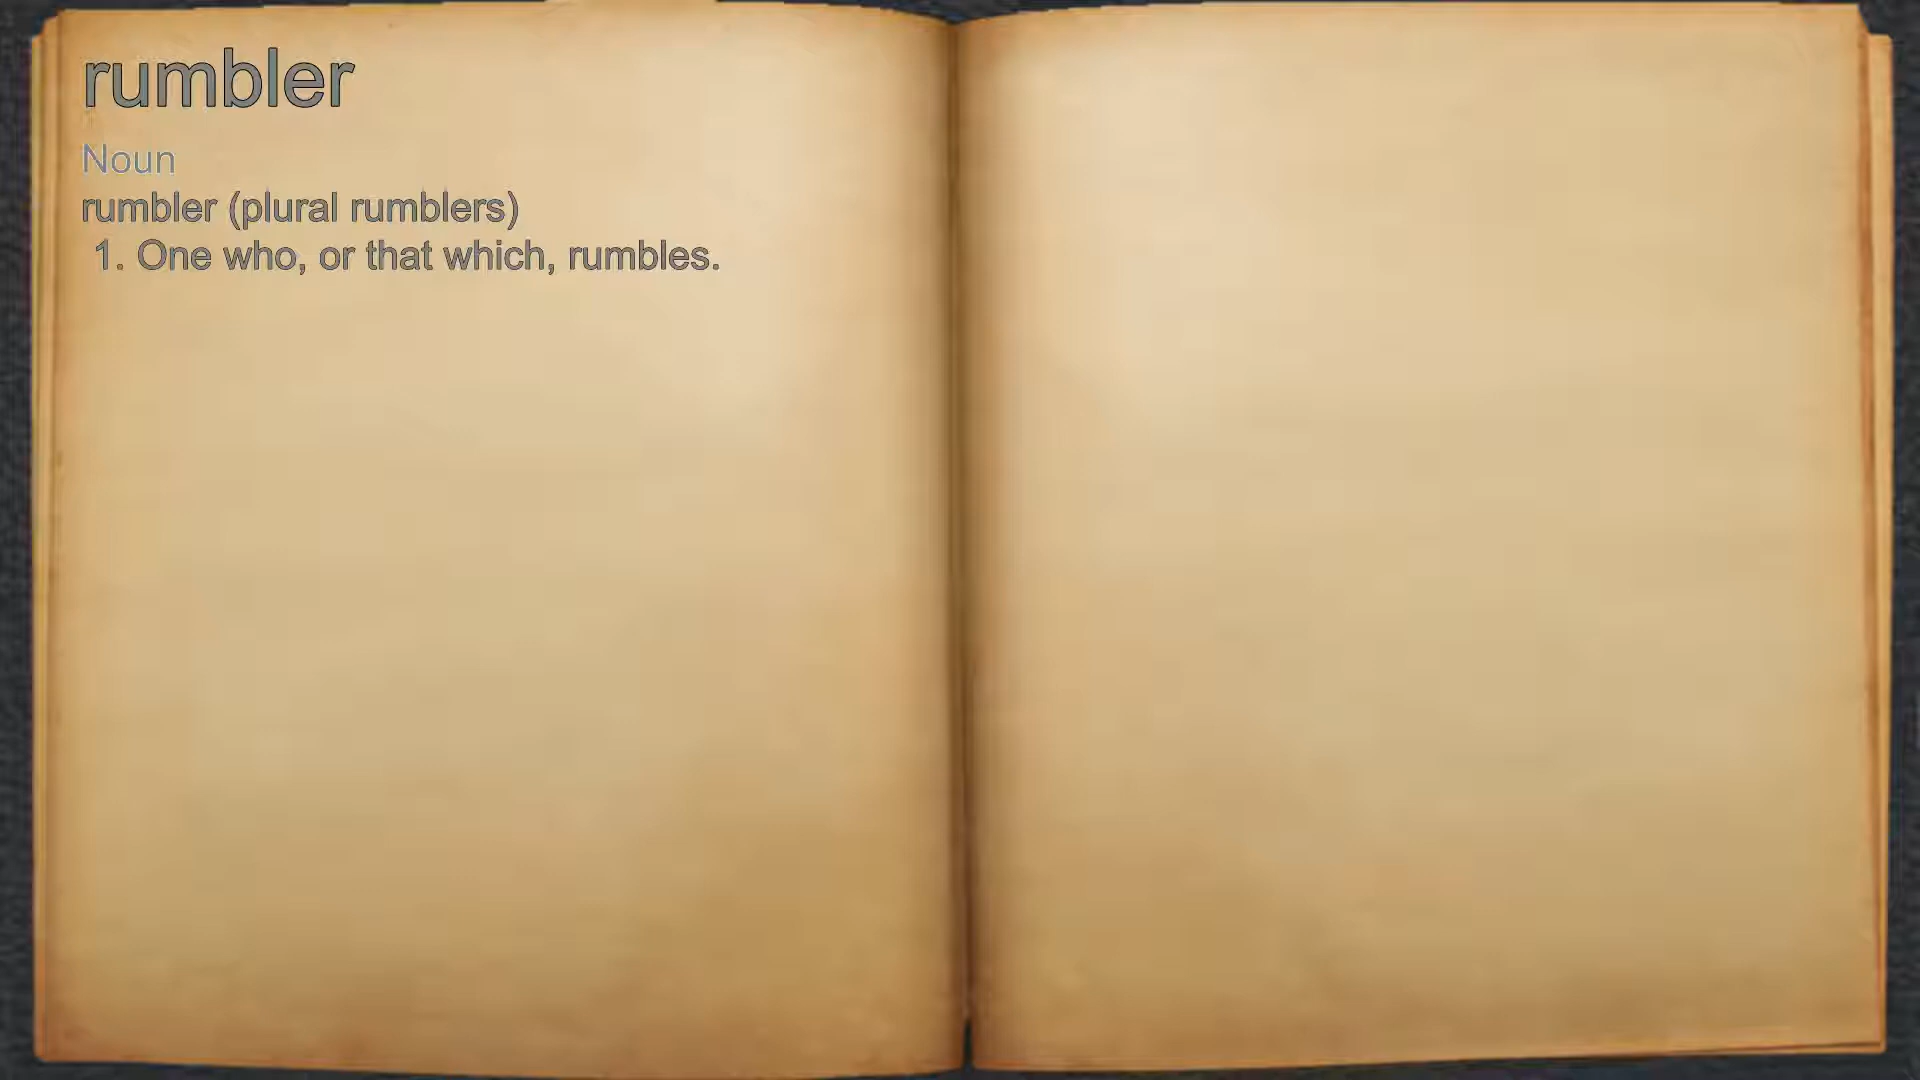 rumbler
Noun
rumbler (plural rumblers)
1. One who, or that which, rumbles.